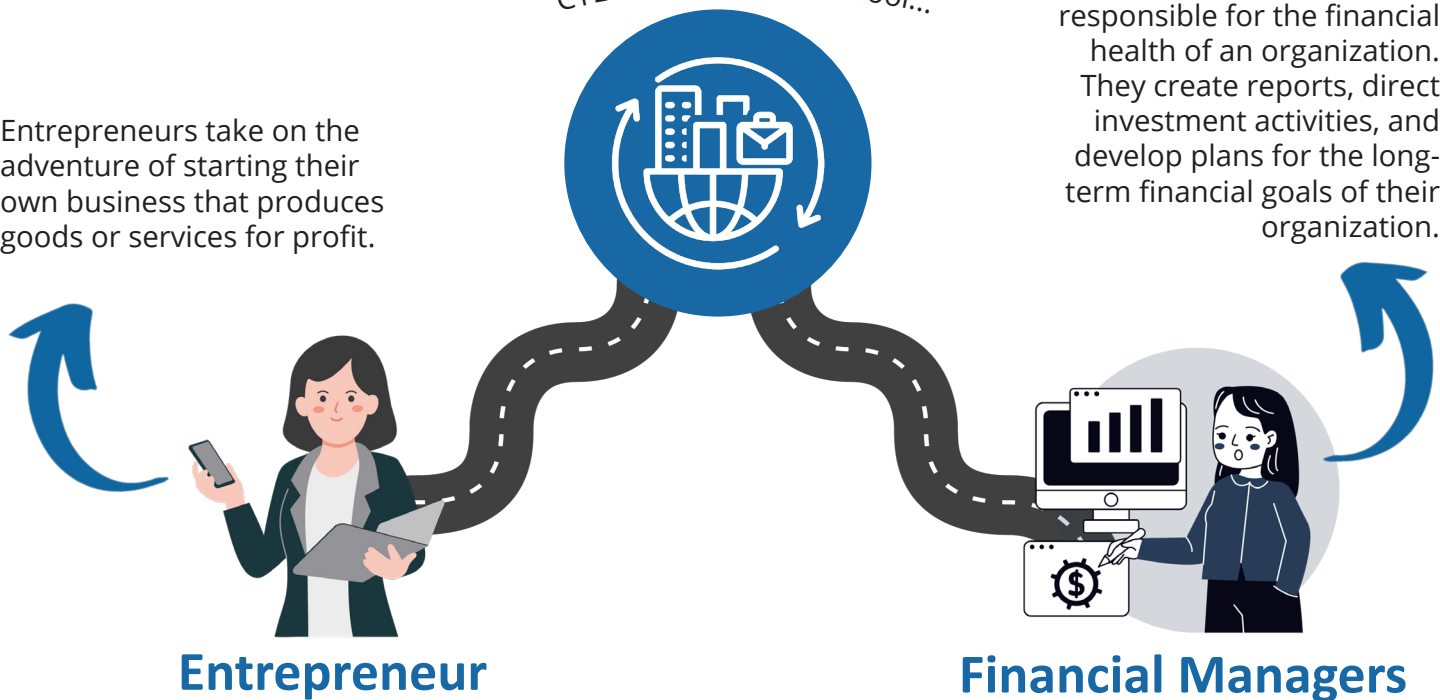 Entrepreneurs take on the
adventure of starting their
own business that produces
goods or services for profit.
responsible for the financial
health of an organization.
They create reports, direct
investment activities, and
develop plans for the long-
term financial goals of their
organization.
$
Entrepreneur
Financial Managers